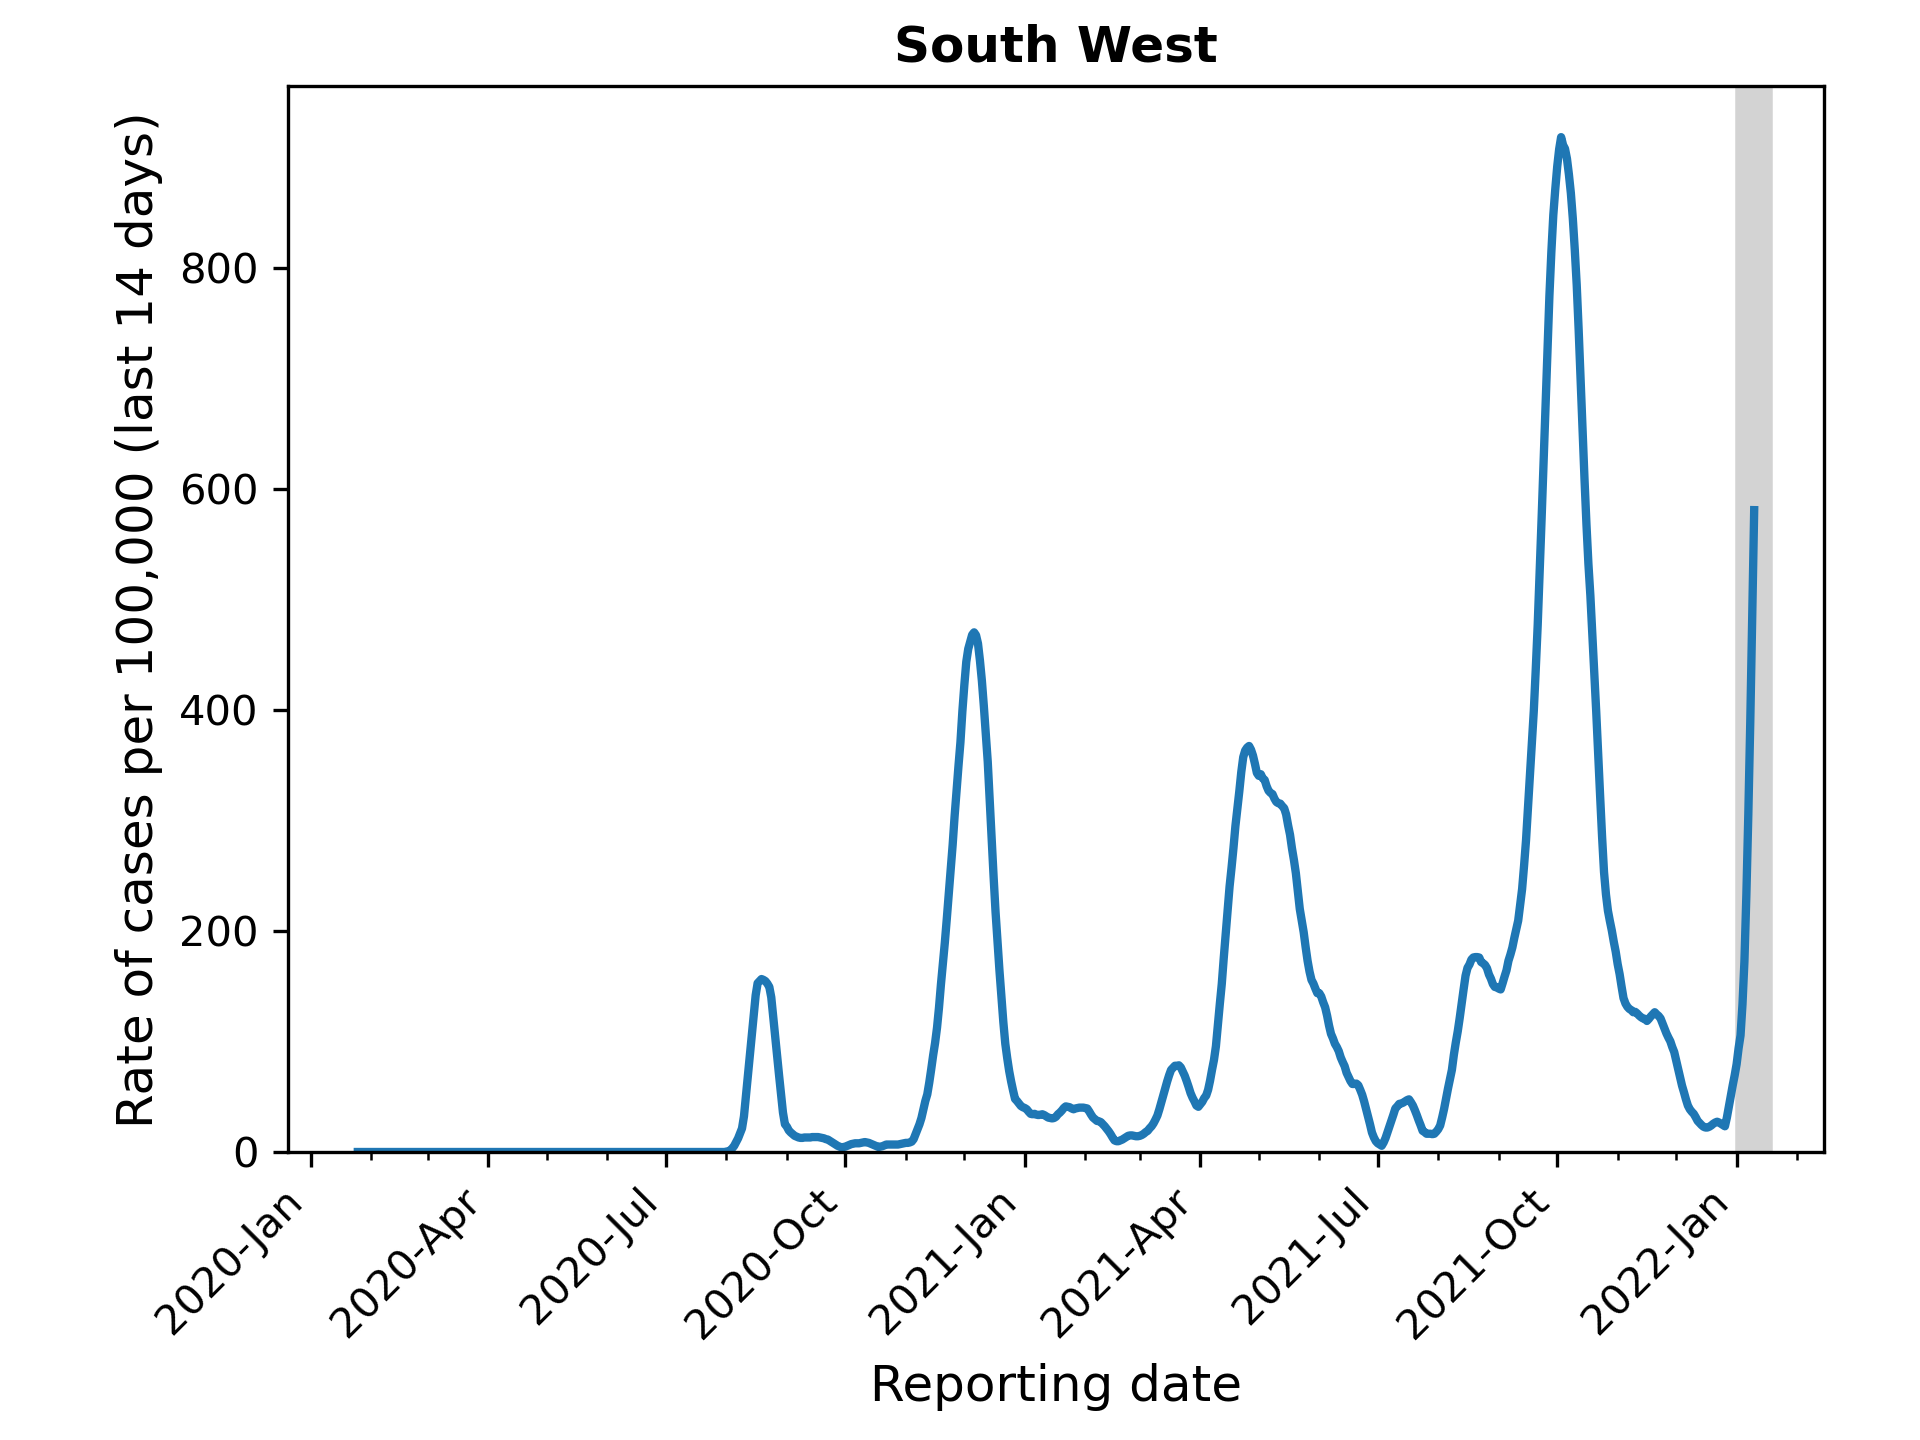 South West
Rate of cases per 100,000 (last 14 days)
800
600
400
200
0
2020-Jan
2020-Apr
2020-Jul
2020-Oct
2021-Jan
2021-Apr
2021-Jul
2021-Oct
2022-Jan
Reporting date